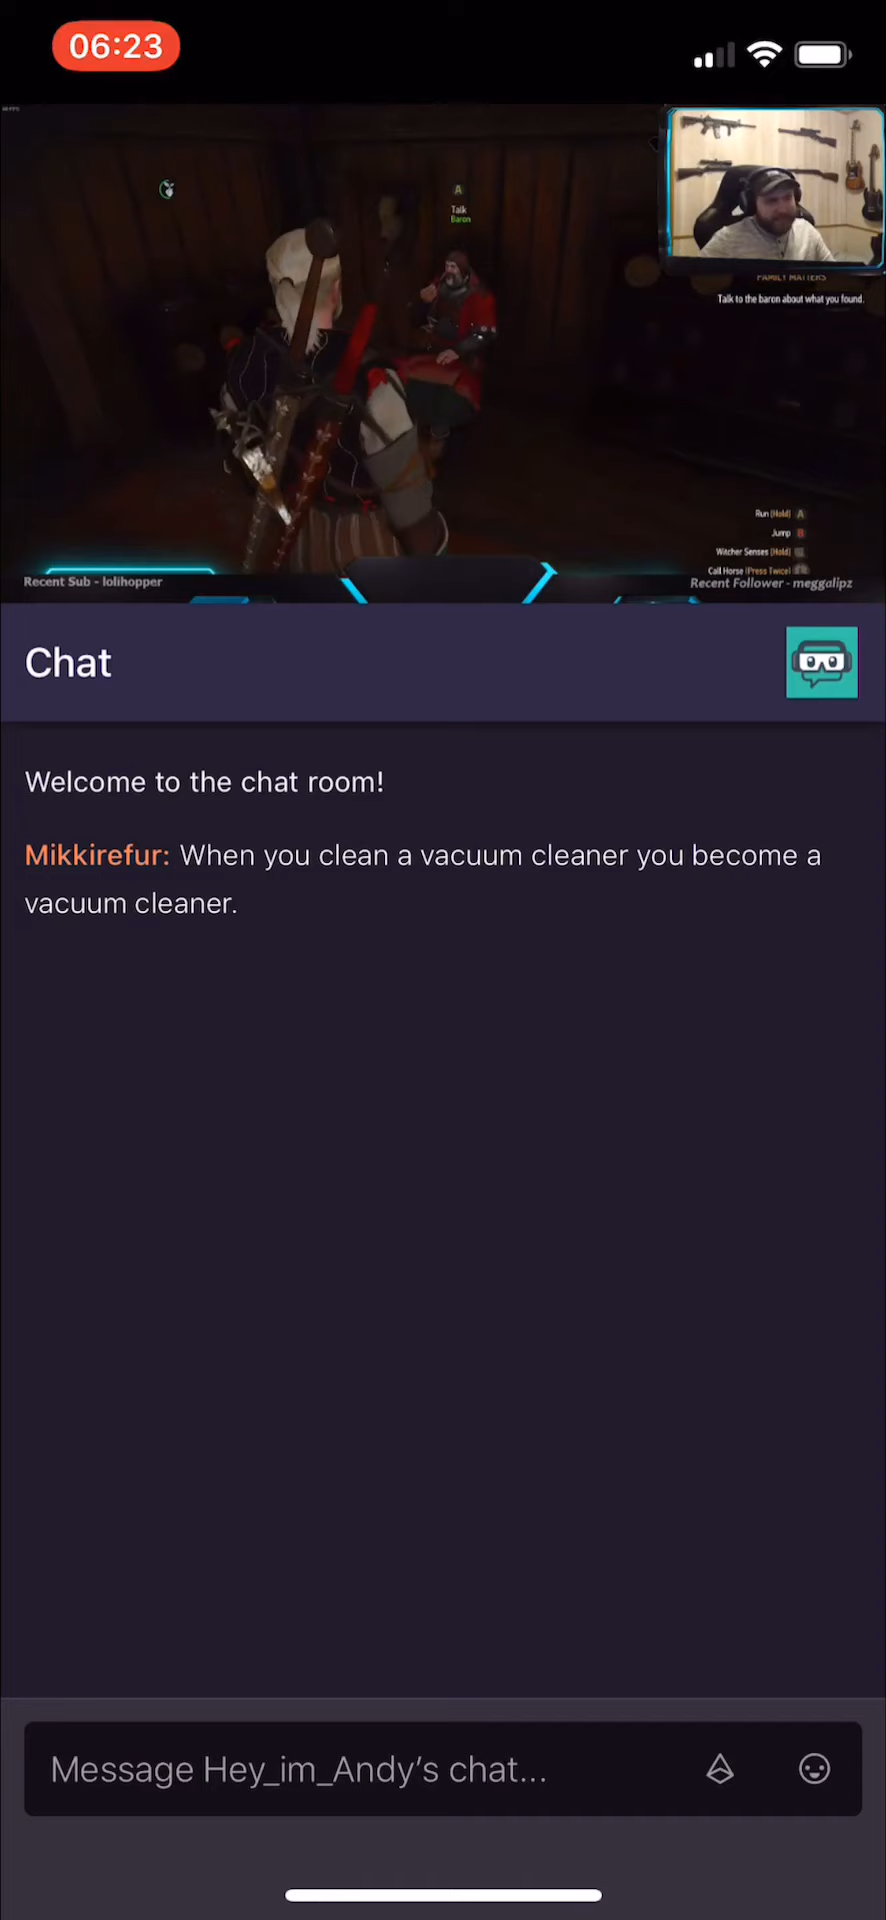 06:23
A
Talk
Baron
FAMILY MATTERS
Talk to the baron about what you found.
Run [Hold] A
Jump B
Witcher Senses [Hold]
Call Horse [Press Twice]
Recent Sub - lolihopper
Recent Follower - meggalipz
Chat
Welcome to the chat room!
Mikkirefur: When you clean a vacuum cleaner you become a
vacuum cleaner.
Message Hey_im_Andy’s chat...